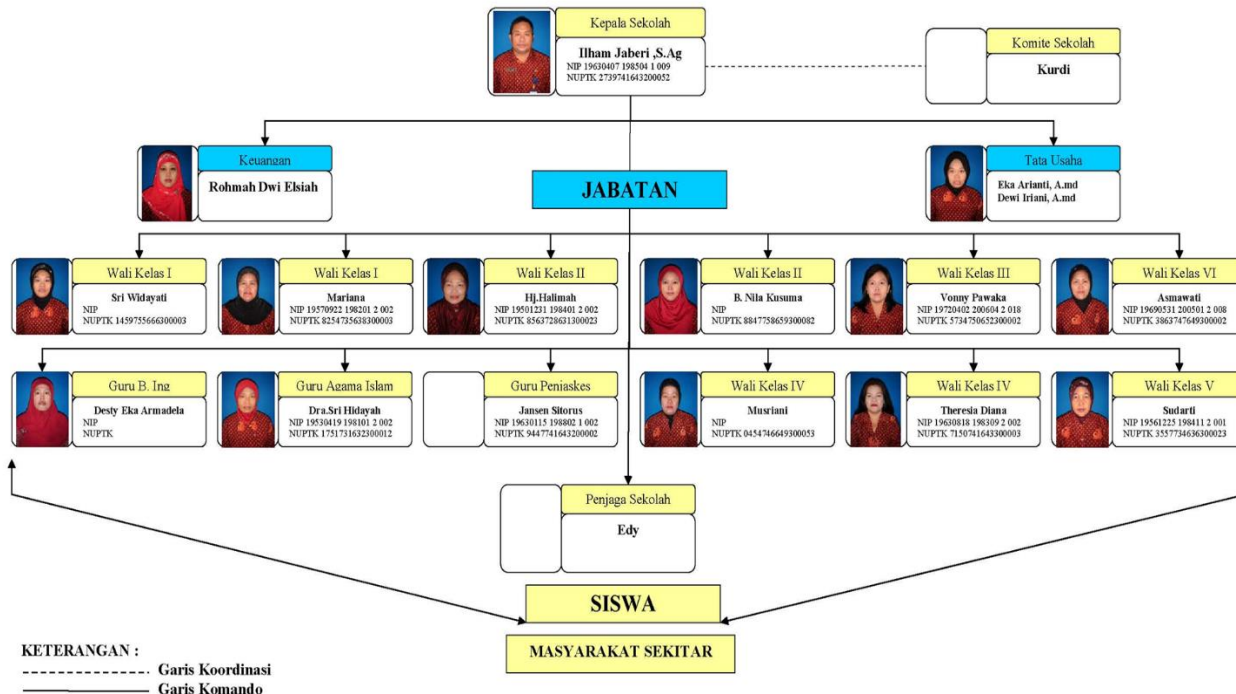 Kepala Sekolah
Ilham Jaberi ,S.Ag
NIP 19630407 198504 1 009
NUPTK 2739741643200052
Komite Sekolah
Kurdi
Keuangan
Rohmah Dwi Elsiah
JABATAN
Tata Usaha
Eka Arianti, A.md
Dewi Iriani, A.md
Wali Kelas I
Sri Widayati
NIP
NUPTK 1459755666300003
Wali Kelas I
Mariana
NIP 19570922 198201 2 002
NUPTK 8254735638300003
Wali Kelas II
Hj.Halimah
NIP 19501231 198401 2 002
NUPTK 8563728631300023
Wali Kelas II
B. Nila Kusuma
NIP
NUPTK 8847758659300082
Wali Kelas III
Vonny Pawaka
NIP 19720402 200604 2 018
NUPTK 5734750652300002
Wali Kelas VI
Asmawati
NIP 19690531 200501 2 008
NUPTK 3863747649300002
Guru B. Ing
Desty Eka Armadela
NIP
NUPTK
Guru Agama Islam
Dra.Sri Hidayah
NIP 19530419 198101 2 002
NUPTK 1751731632300012
Guru Penjaskes
Jansen Sitorus
NIP 19630115 198802 1 002
NUPTK 9447741643200002
Wali Kelas IV
Musriani
NIP
NUPTK 0454746649300053
Wali Kelas IV
Theresia Diana
NIP 19630818 198309 2 002
NUPTK 7150741643300003
Wali Kelas V
Sudarti
NIP 19561225 198411 2 001
NUPTK 3557734636300023
Penjaga Sekolah
Edy
SISWA
MASYARAKAT SEKITAR
KETERANGAN :
Garis Koordinasi
Garis Komando